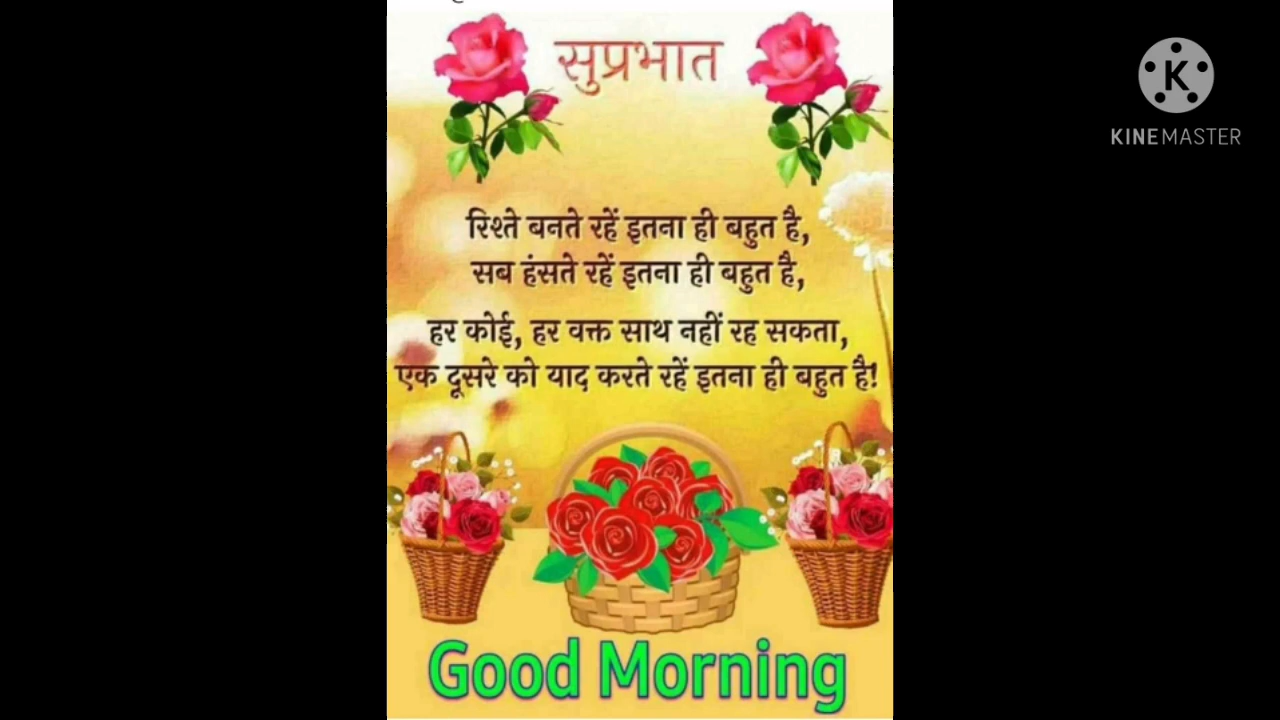 सुप्रभात
रिश्ते बनते रहें इतना ही बहुत है,
सब हंसते रहें इतना ही बहुत है,
हर कोई, हर वक्त साथ नहीं रह सकता,
एक दूसरे को याद करते रहें इतना ही बहुत है!
Good Morning
K
KINEMASTER